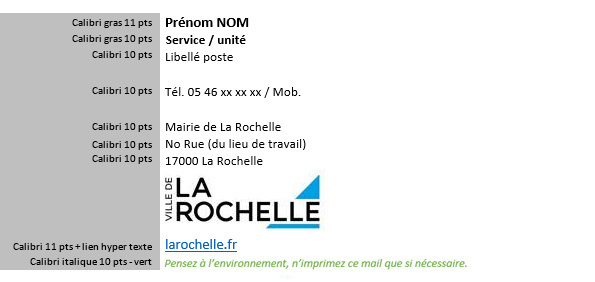 Calibri gras 11 pts Prénom NOM
Calibri gras 10 pts Service / unité
Calibri 10 pts Libellé poste
Calibri 10 pts Tél. 05 46 xx xx xx / Mob.
Calibri 10 pts Mairie de La Rochelle
Calibri 10 pts No Rue (du lieu de travail)
Calibri 10 pts 17000 La Rochelle
VILLE DE
LA
ROCHELLE
Calibri 11 pts + lien hyper texte larochelle.fr
Calibri italique 10 pts - vert Pensez à l'environnement, n'imprimez ce mail que si nécessaire.